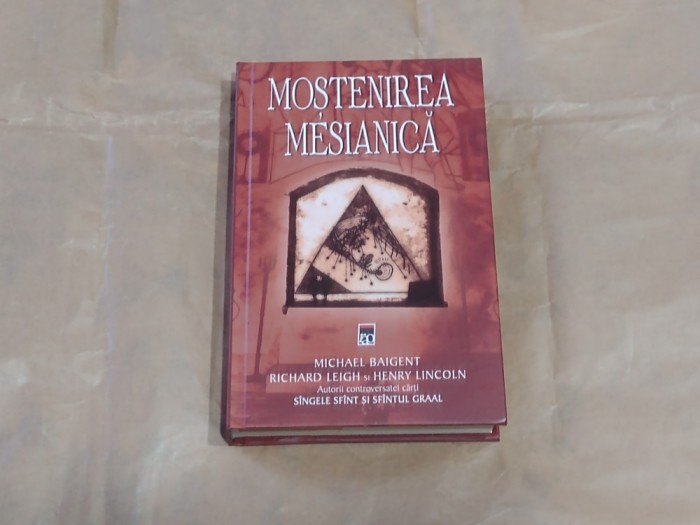 MOȘTENIREA
MESIANICĂ
rao
MICHAEL BAIGENT
RICHARD LEIGH și HENRY LINCOLN
Autorii controversatei cărți
SÎNGELE SFÎNT ȘI SFÎNTUL GRAAL